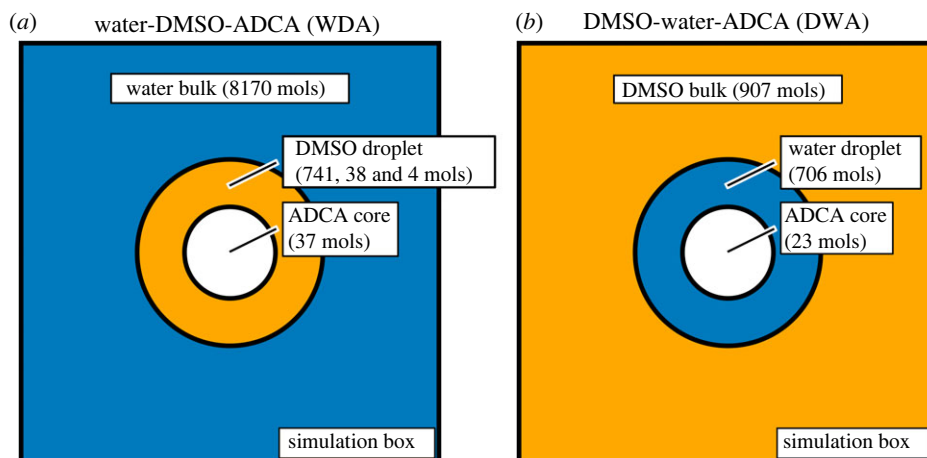 (a) water-DMSO-ADCA (WDA)
water bulk (8170 mols)
DMSO droplet
(741, 38 and 4 mols)
ADCA core
(37 mols)
simulation box
(b) DMSO-water-ADCA (DWA)
DMSO bulk (907 mols)
water droplet
(706 mols)
ADCA core
(23 mols)
simulation box